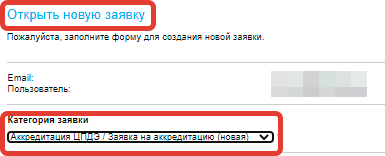 Открыть новую заявку
Пожалуйста, заполните форму для создания новой заявки.
Email:
Пользователь:
Категория заявки
Аккредитация ЦПДЭ / Заявка на аккредитацию (новая)